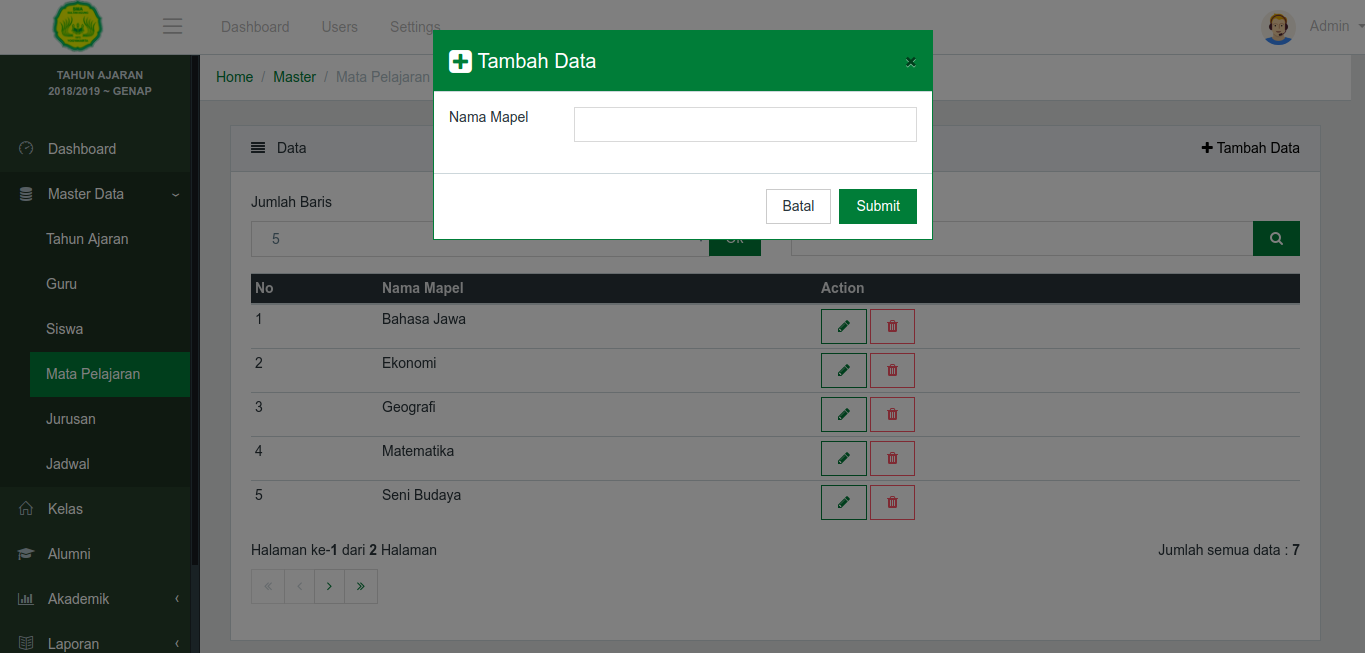 Dashboard Users Settings Admin
TAHUN AJARAN
2018/2019 ~ GENAP
Home / Master / Mata Pelajaran
Tambah Data ×
Nama Mapel
Batal Submit
Dashboard
Master Data
Tahun Ajaran
Guru
Siswa
Mata Pelajaran
Jurusan
Jadwal
Kelas
Alumni
Akademik
Laporan
Data Tambah Data
Jumlah Baris
5 Ok
No Nama Mapel Action
1 Bahasa Jawa
2 Ekonomi
3 Geografi
4 Matematika
5 Seni Budaya
Halaman ke-1 dari 2 Halaman Jumlah semua data : 7
« ‹ › »